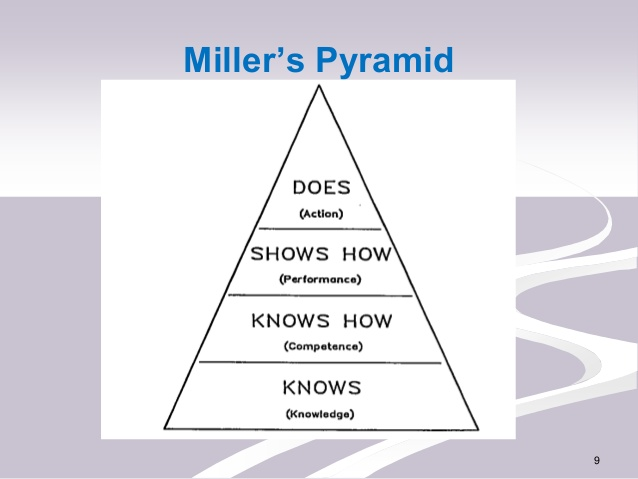 Miller’s Pyramid
DOES
(Action)
SHOWS HOW
(Performance)
KNOWS HOW
(Competence)
KNOWS
(Knowledge)
9